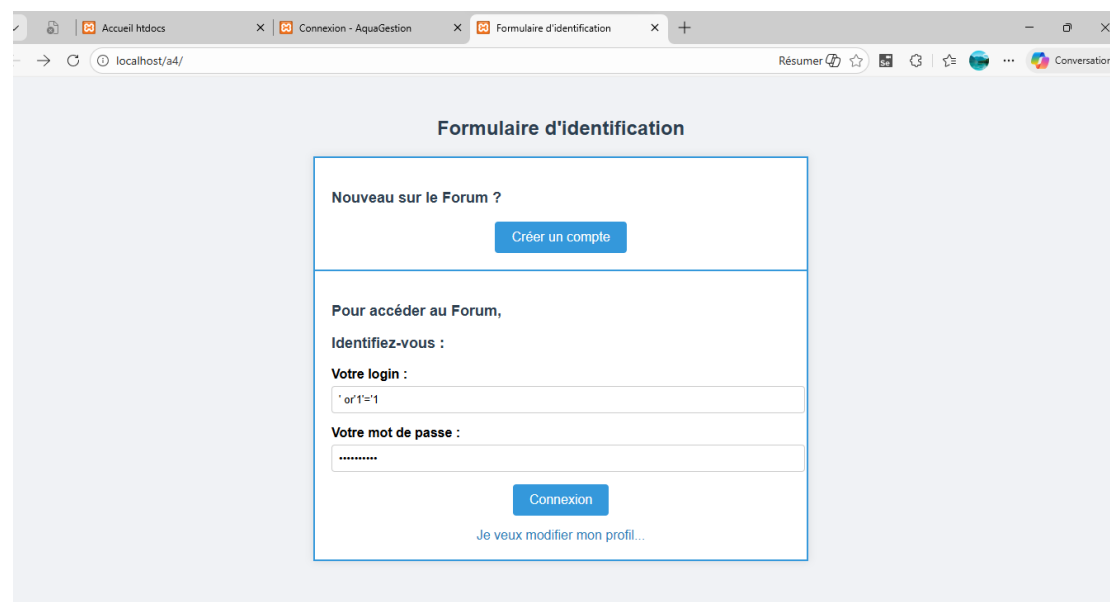 Accueil htdocs
Connexion - AquaGestion
Formulaire d'identification
localhost/a4/
Résumer
Conversation
Formulaire d'identification
Nouveau sur le Forum ?
Créer un compte
Pour accéder au Forum,
Identifiez-vous :
Votre login :
' or'1'='1
Votre mot de passe :
••••••••••
Connexion
Je veux modifier mon profil...